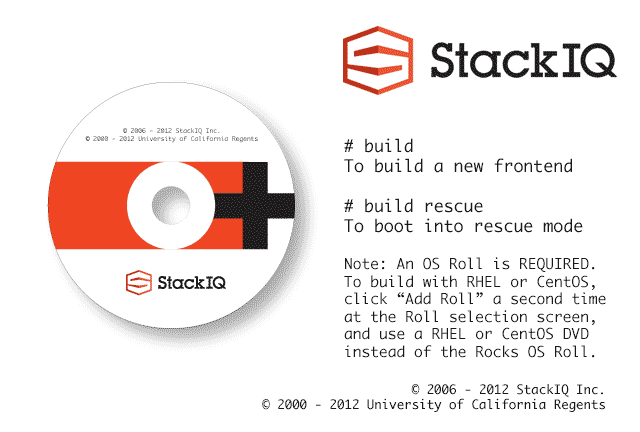 StackIQ
© 2006 - 2012 StackIQ Inc.
© 2000 - 2012 University of California Regents
StackIQ
# build
To build a new frontend
# build rescue
To boot into rescue mode
Note: An OS Roll is REQUIRED.
To build with RHEL or CentOS,
click “Add Roll” a second time
at the Roll selection screen,
and use a RHEL or CentOS DVD
instead of the Rocks OS Roll.
© 2006 - 2012 StackIQ Inc.
© 2000 - 2012 University of California Regents